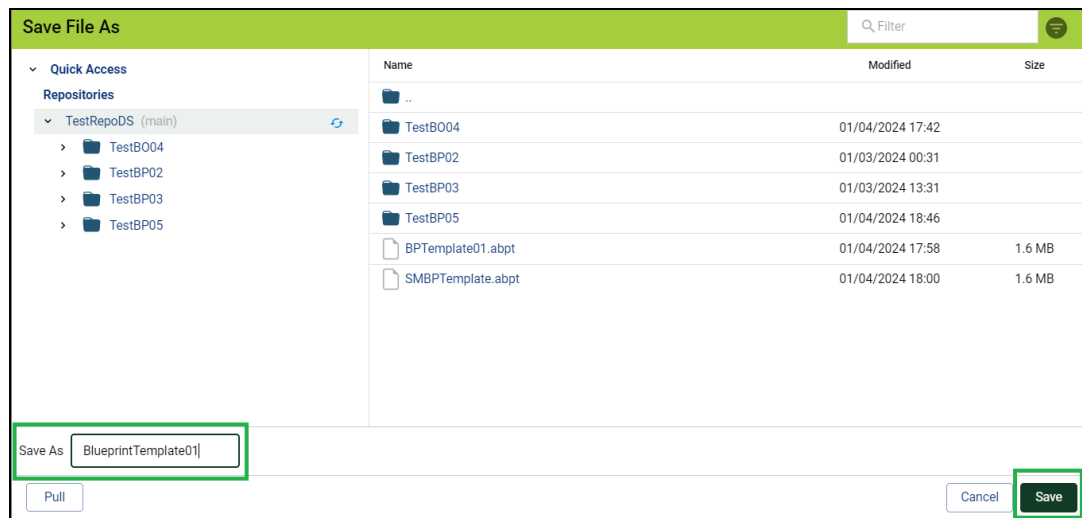 Save File As
Filter
Quick Access
Repositories
TestRepoDS (main)
TestBO04
TestBP02
TestBP03
TestBP05
Name Modified Size
..
TestBO04 01/04/2024 17:42
TestBP02 01/03/2024 00:31
TestBP03 01/03/2024 13:31
TestBP05 01/04/2024 18:46
BPTemplate01.abpt 01/04/2024 17:58 1.6 MB
SMBPTemplate.abpt 01/04/2024 18:00 1.6 MB
Save As BlueprintTemplate01
Pull Cancel Save